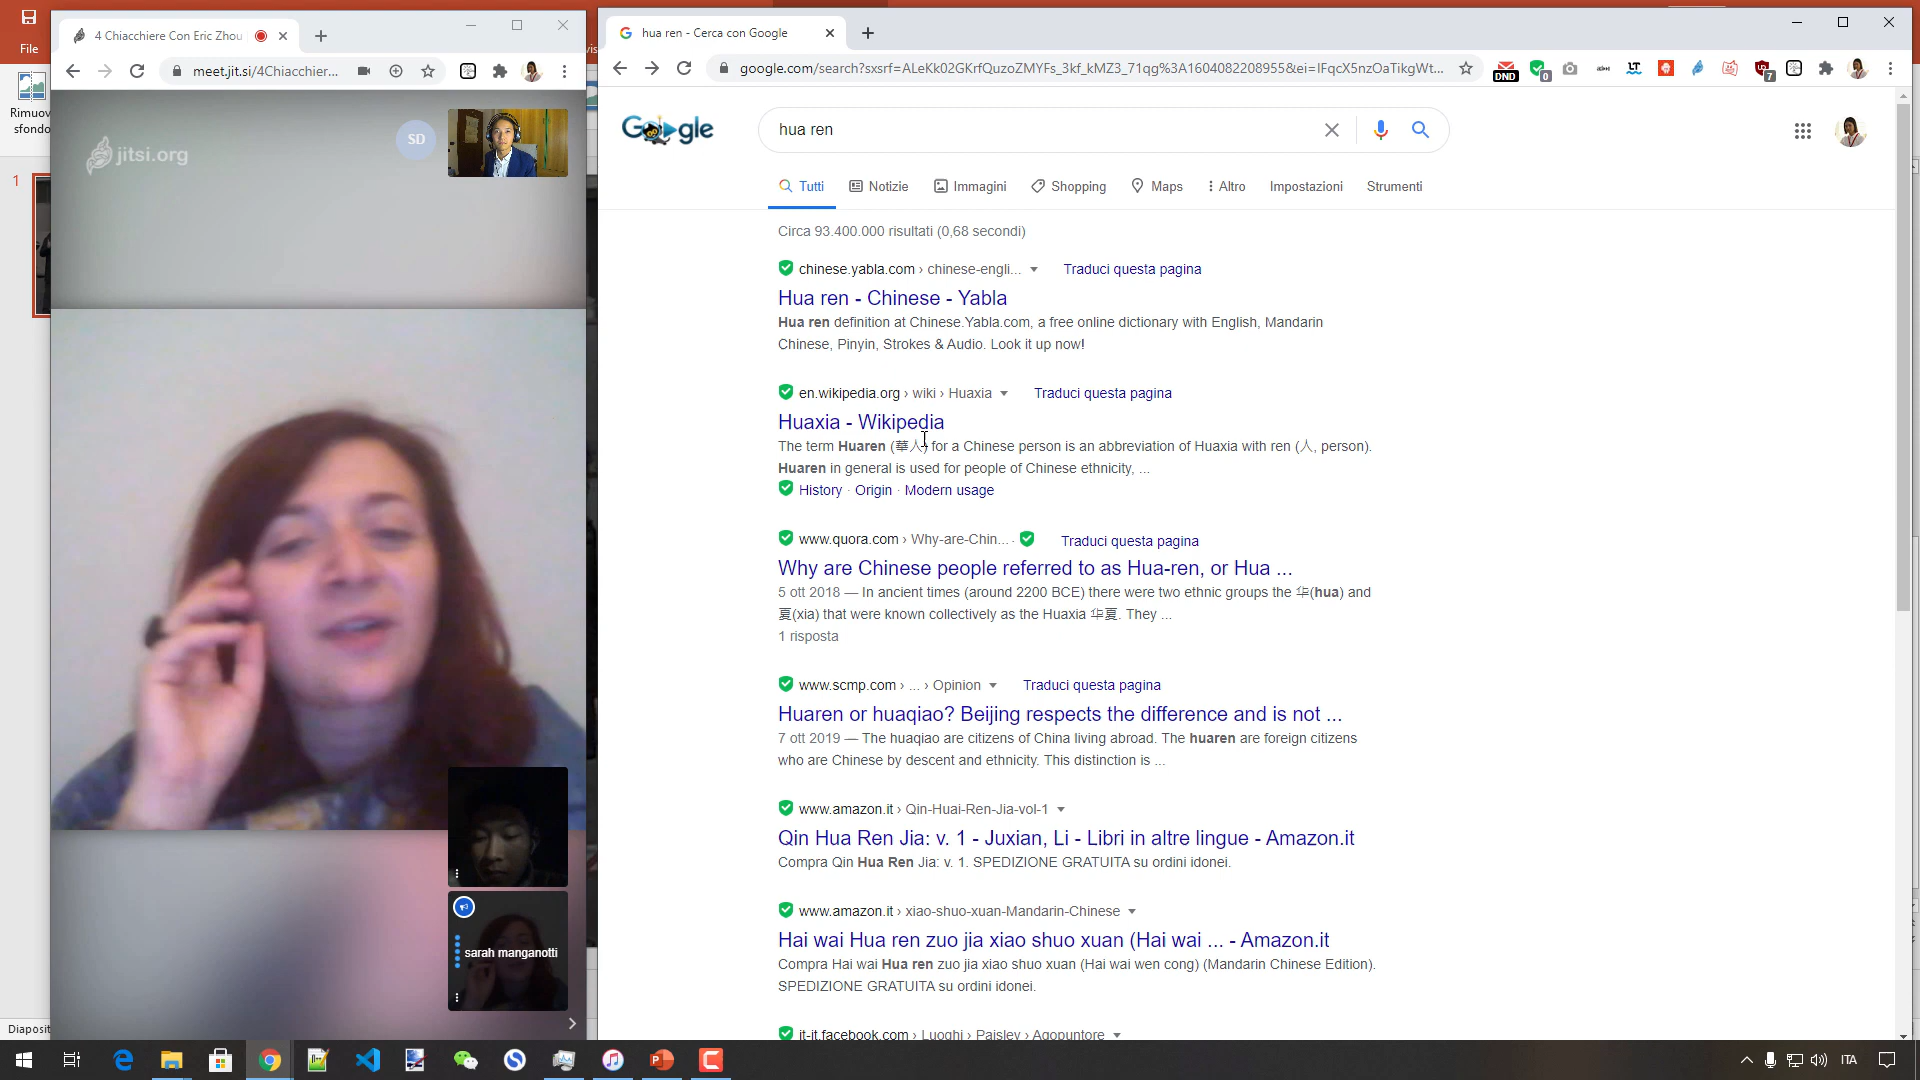 File
Rimuov
sfondo
1
Diaposit
4 Chiacchiere Con Eric Zhou
meet.jit.si/4Chiacchier...
jitsi.org
SD
sarah manganotti
hua ren - Cerca con Google
google.com/search?sxsrf=ALeKk02GKrfQuzoZMYFs_3kf_kMZ3_71qg%3A1604082208955&ei=IFqcX5nzOaTikgWt...
DND
0
7
Google
hua ren
Tutti
Notizie
Immagini
Shopping
Maps
Altro
Impostazioni
Strumenti
Circa 93.400.000 risultati (0,68 secondi)
chinese.yabla.com › chinese-engli... Traduci questa pagina
Hua ren - Chinese - Yabla
Hua ren definition at Chinese.Yabla.com, a free online dictionary with English, Mandarin
Chinese, Pinyin, Strokes & Audio. Look it up now!
en.wikipedia.org › wiki › Huaxia Traduci questa pagina
Huaxia - Wikipedia
The term Huaren (華人) for a Chinese person is an abbreviation of Huaxia with ren (人, person).
Huaren in general is used for people of Chinese ethnicity, ...
History · Origin · Modern usage
www.quora.com › Why-are-Chin... Traduci questa pagina
Why are Chinese people referred to as Hua-ren, or Hua ...
5 ott 2018 — In ancient times (around 2200 BCE) there were two ethnic groups the 华(hua) and
夏(xia) that were known collectively as the Huaxia 华夏. They ...
1 risposta
www.scmp.com › ... › Opinion Traduci questa pagina
Huaren or huaqiao? Beijing respects the difference and is not ...
7 ott 2019 — The huaqiao are citizens of China living abroad. The huaren are foreign citizens
who are Chinese by descent and ethnicity. This distinction is ...
www.amazon.it › Qin-Huai-Ren-Jia-vol-1
Qin Hua Ren Jia: v. 1 - Juxian, Li - Libri in altre lingue - Amazon.it
Compra Qin Hua Ren Jia: v. 1. SPEDIZIONE GRATUITA su ordini idonei.
www.amazon.it › xiao-shuo-xuan-Mandarin-Chinese
Hai wai Hua ren zuo jia xiao shuo xuan (Hai wai ... - Amazon.it
Compra Hai wai Hua ren zuo jia xiao shuo xuan (Hai wai wen cong) (Mandarin Chinese Edition).
SPEDIZIONE GRATUITA su ordini idonei.
it-it.facebook.com › Luoghi › Paisley › Agopuntore
ITA